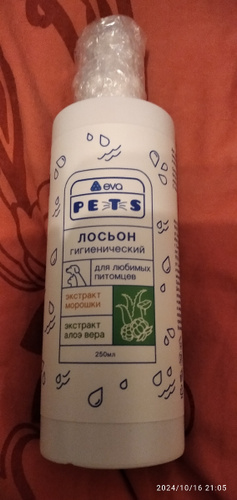 eva
PETS
ЛОСЬОН
гигиенический
для любимых
питомцев
экстракт
морошки
экстракт
алоэ вера
250мл
2024/10/16 21:05